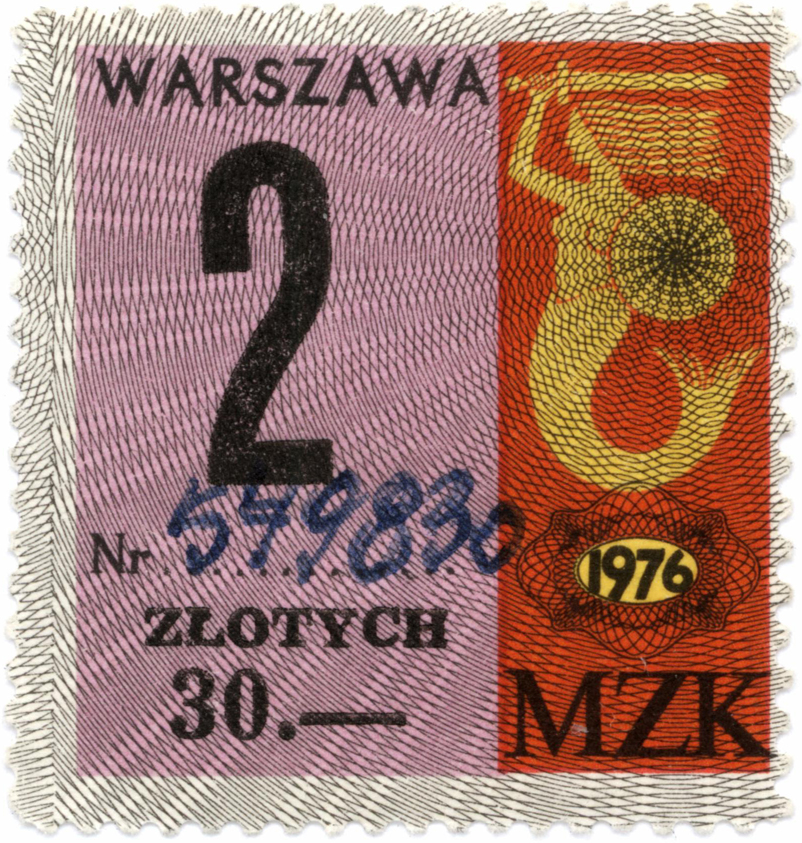 WARSZAWA
2
Nr 549830
ZŁOTYCH
30.—
1976
MZK